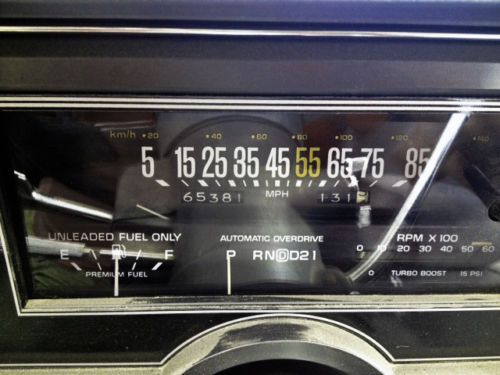 km/h 20 40 60 80 100 120 140
5 15 25 35 45 55 65 75 85
65381 MPH 131
UNLEADED FUEL ONLY AUTOMATIC OVERDRIVE RPM X 100
0 10 20 30 40 50 60
E F P RNDD21
PREMIUM FUEL 0 TURBO BOOST 15 PSI